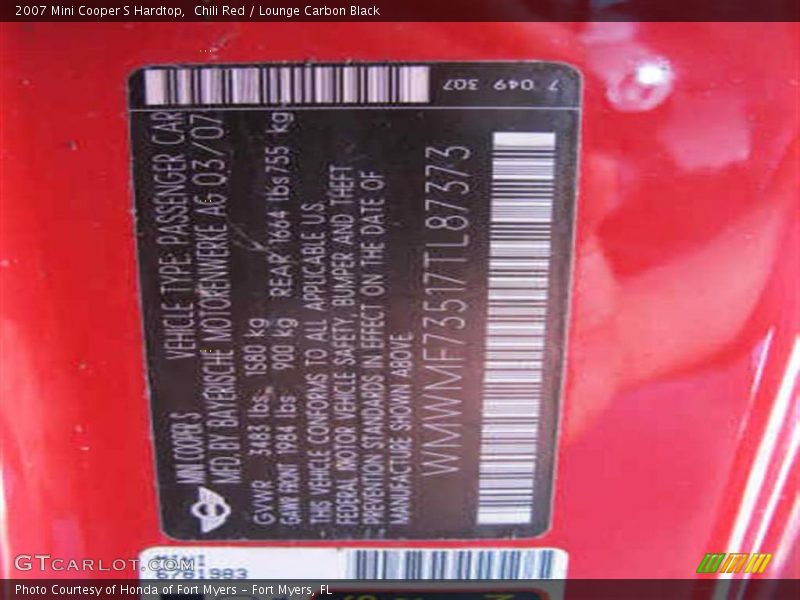 2007 Mini Cooper S Hardtop,  Chili Red / Lounge Carbon Black
7 049 307
MINI COOPER S VEHICLE TYPE: PASSENGER CAR
MFD. BY BAYERISCHE MOTORENWERKE AG 03/07
GVWR 3483 lbs 1580 kg
GAWR FRONT 1984 lbs 900 kg REAR 1664 lbs 755 kg
THIS VEHICLE CONFORMS TO ALL APPLICABLE U.S.
FEDERAL MOTOR VEHICLE SAFETY, BUMPER AND THEFT
PREVENTION STANDARDS IN EFFECT ON THE DATE OF
MANUFACTURE SHOWN ABOVE
WMWMF73517TL87373
MINI
6781983
GTCARLOT.COM
Photo Courtesy of Honda of Fort Myers – Fort Myers, FL